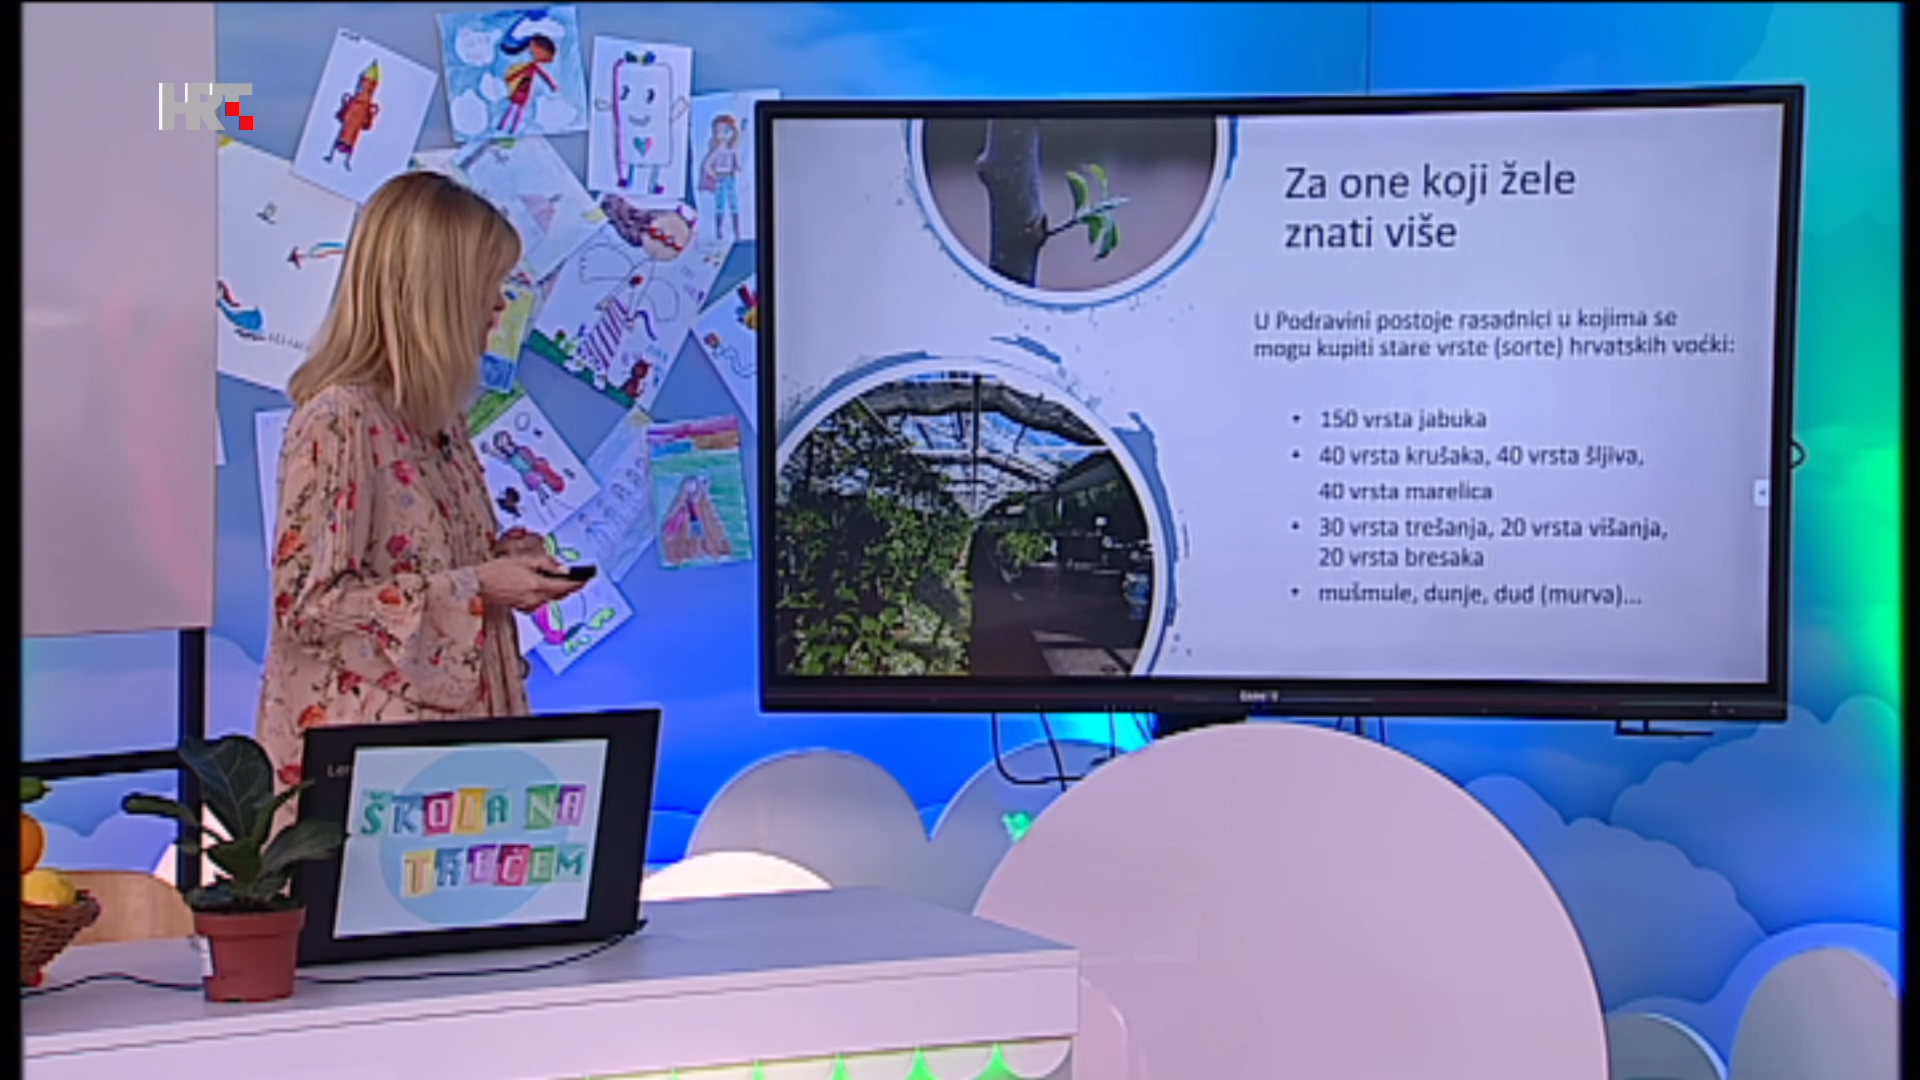 HRT
Za one koji žele
znati više
U Podravini postoje rasadnici u kojima se
mogu kupiti stare vrste (sorte) hrvatskih voćki:
• 150 vrsta jabuka
• 40 vrsta krušaka, 40 vrsta šljiva,
40 vrsta marelica
• 30 vrsta trešanja, 20 vrsta višanja,
20 vrsta bresaka
• mušmule, dunje, dud (murva)...
ŠKOLA NA
TREĆEM